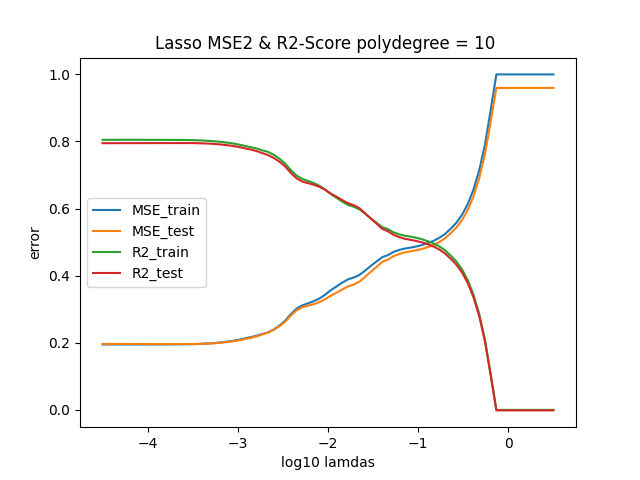 Lasso MSE2 & R2-Score polydegree = 10
1.0
0.8
0.6
0.4
0.2
0.0
error
MSE_train
MSE_test
R2_train
R2_test
−4 −3 −2 −1 0
log10 lamdas